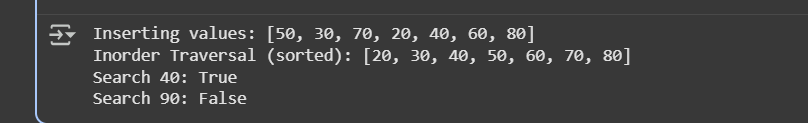 Inserting values: [50, 30, 70, 20, 40, 60, 80]
Inorder Traversal (sorted): [20, 30, 40, 50, 60, 70, 80]
Search 40: True
Search 90: False